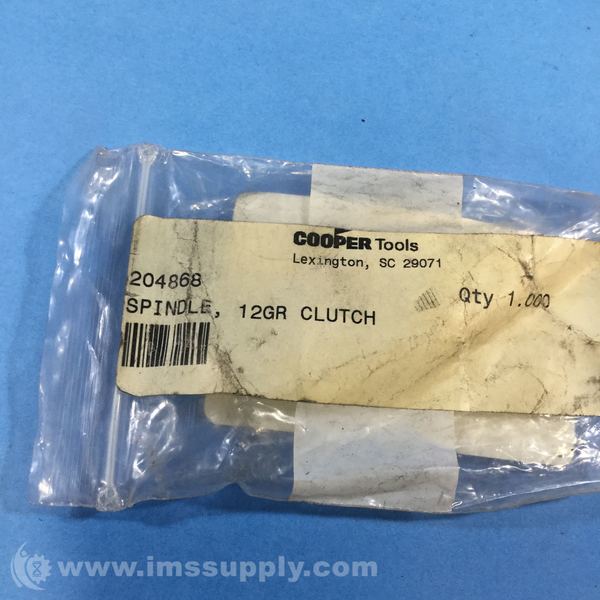 COOPER Tools
Lexington, SC 29071
204868
Qty 1.000
SPINDLE, 12GR CLUTCH
www.imssupply.com